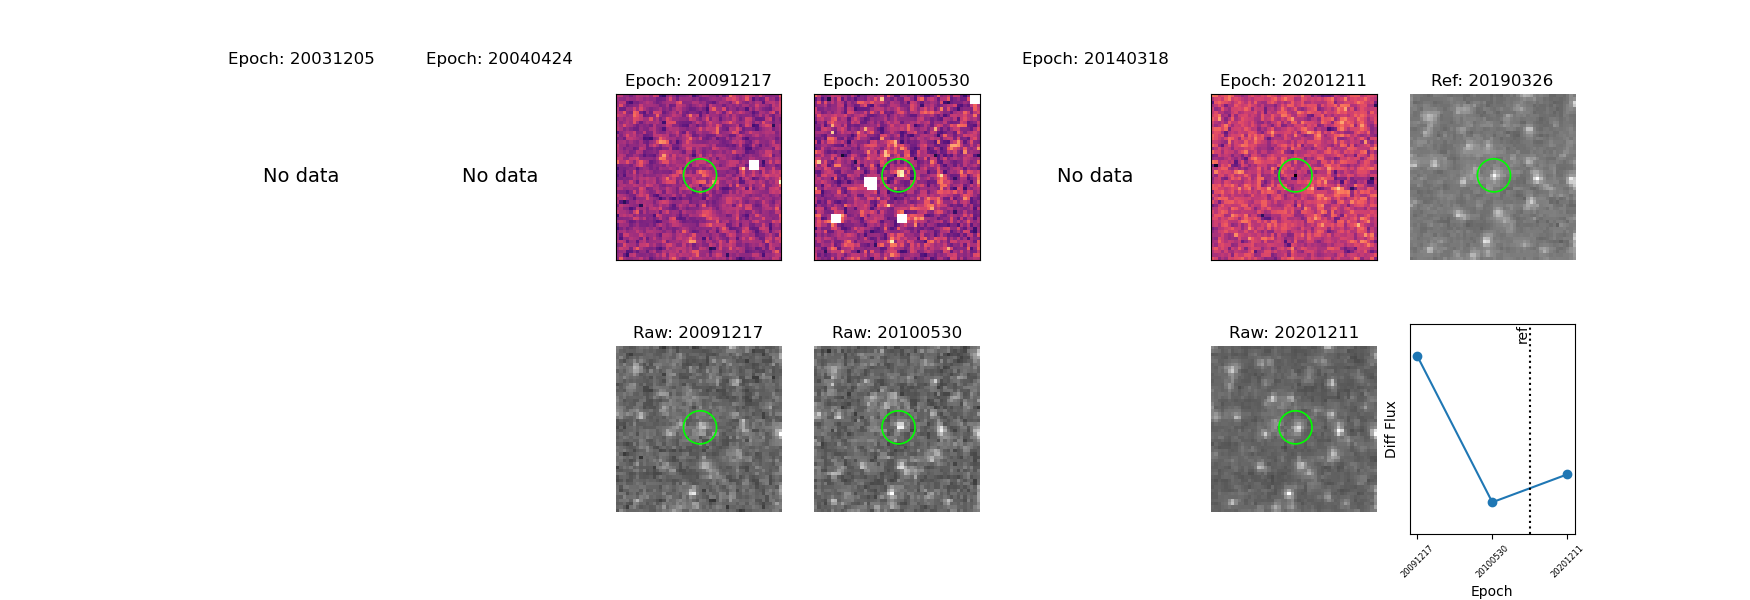 Epoch: 20031205
Epoch: 20040424
Epoch: 20140318
Epoch: 20091217
Epoch: 20100530
Epoch: 20201211
Ref: 20190326
No data
No data
No data
Raw: 20091217
Raw: 20100530
Raw: 20201211
ref
Diff Flux
20091217
20100530
20201211
Epoch